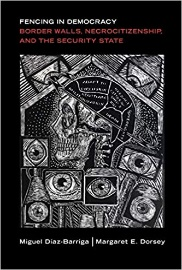 FENCING IN DEMOCRACY
BORDER WALLS, NECROCITIZENSHIP,
AND THE SECURITY STATE
Miguel Díaz-Barriga | Margaret E. Dorsey